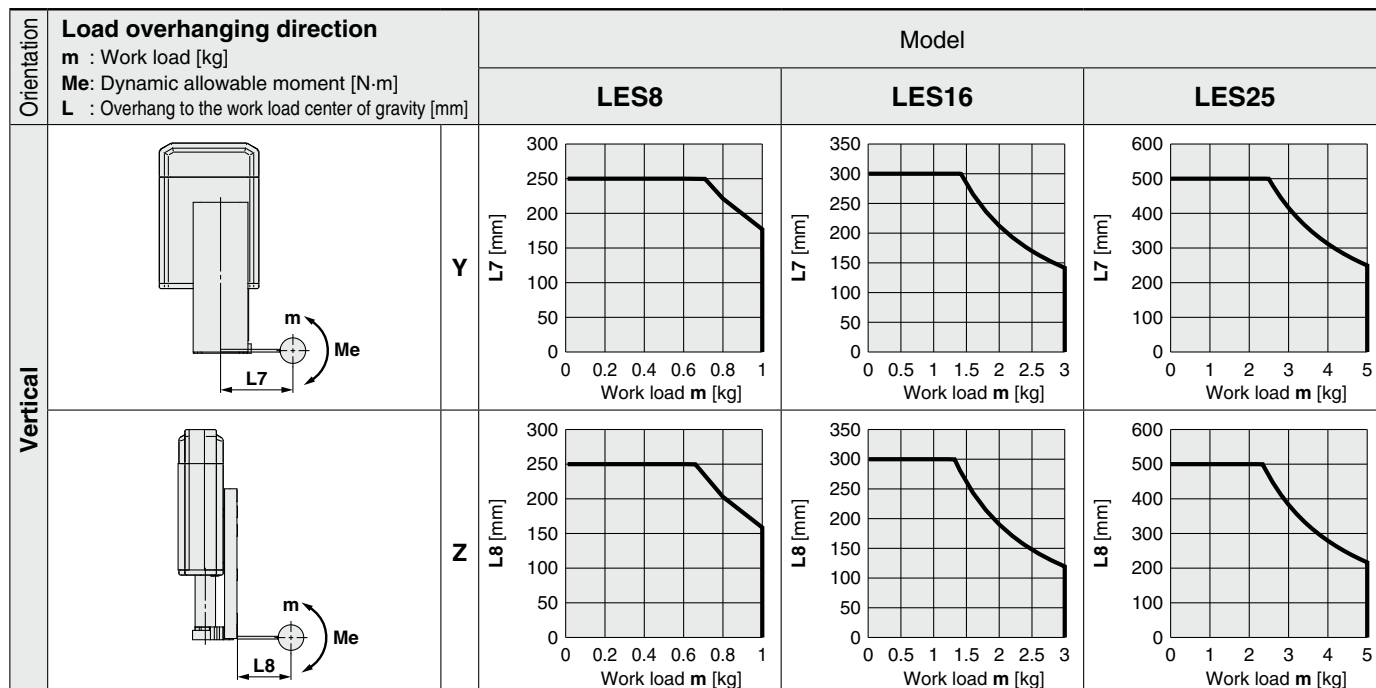 Orientation
Load overhanging direction
m : Work load [kg]
Me: Dynamic allowable moment [N·m]
L : Overhang to the work load center of gravity [mm]
Model
LES8
LES16
LES25
Vertical
m
Me
L7
Y
L7 [mm]
300
250
200
150
100
50
0
0 0.2 0.4 0.6 0.8 1
Work load m [kg]
L7 [mm]
350
300
250
200
150
100
50
0
0 0.5 1 1.5 2 2.5 3
Work load m [kg]
L7 [mm]
600
500
400
300
200
100
0
0 1 2 3 4 5
Work load m [kg]
m
Me
L8
Z
L8 [mm]
300
250
200
150
100
50
0
0 0.2 0.4 0.6 0.8 1
Work load m [kg]
L8 [mm]
350
300
250
200
150
100
50
0
0 0.5 1 1.5 2 2.5 3
Work load m [kg]
L8 [mm]
600
500
400
300
200
100
0
0 1 2 3 4 5
Work load m [kg]